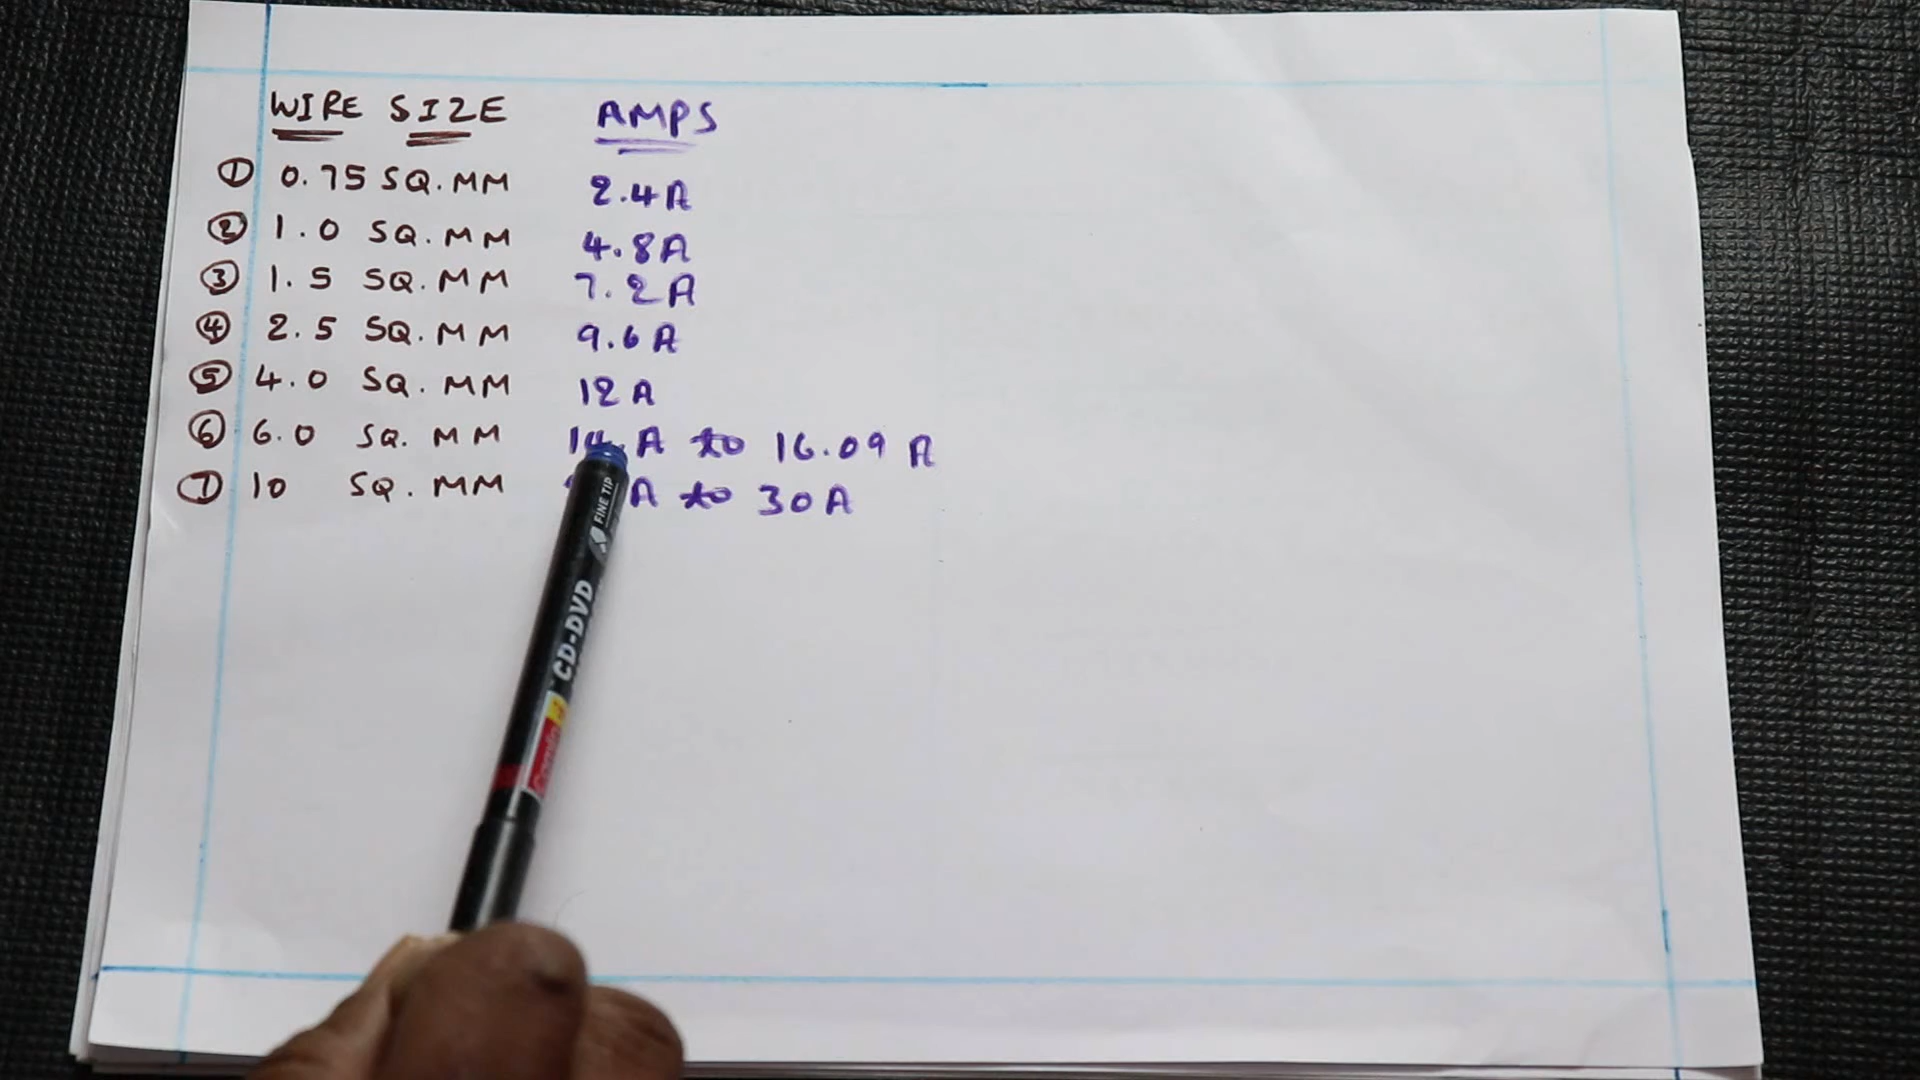 WIRE SIZE AMPS
① 0.75 SQ.MM 2.4A
② 1.0 SQ.MM 4.8A
③ 1.5 SQ.MM 7.2A
④ 2.5 SQ.MM 9.6A
⑤ 4.0 SQ.MM 12A
⑥ 6.0 SQ.MM 14.A to 16.09 A
⑦ 10 SQ.MM A to 30A
FINE TIP
CD-DVD
Camlin